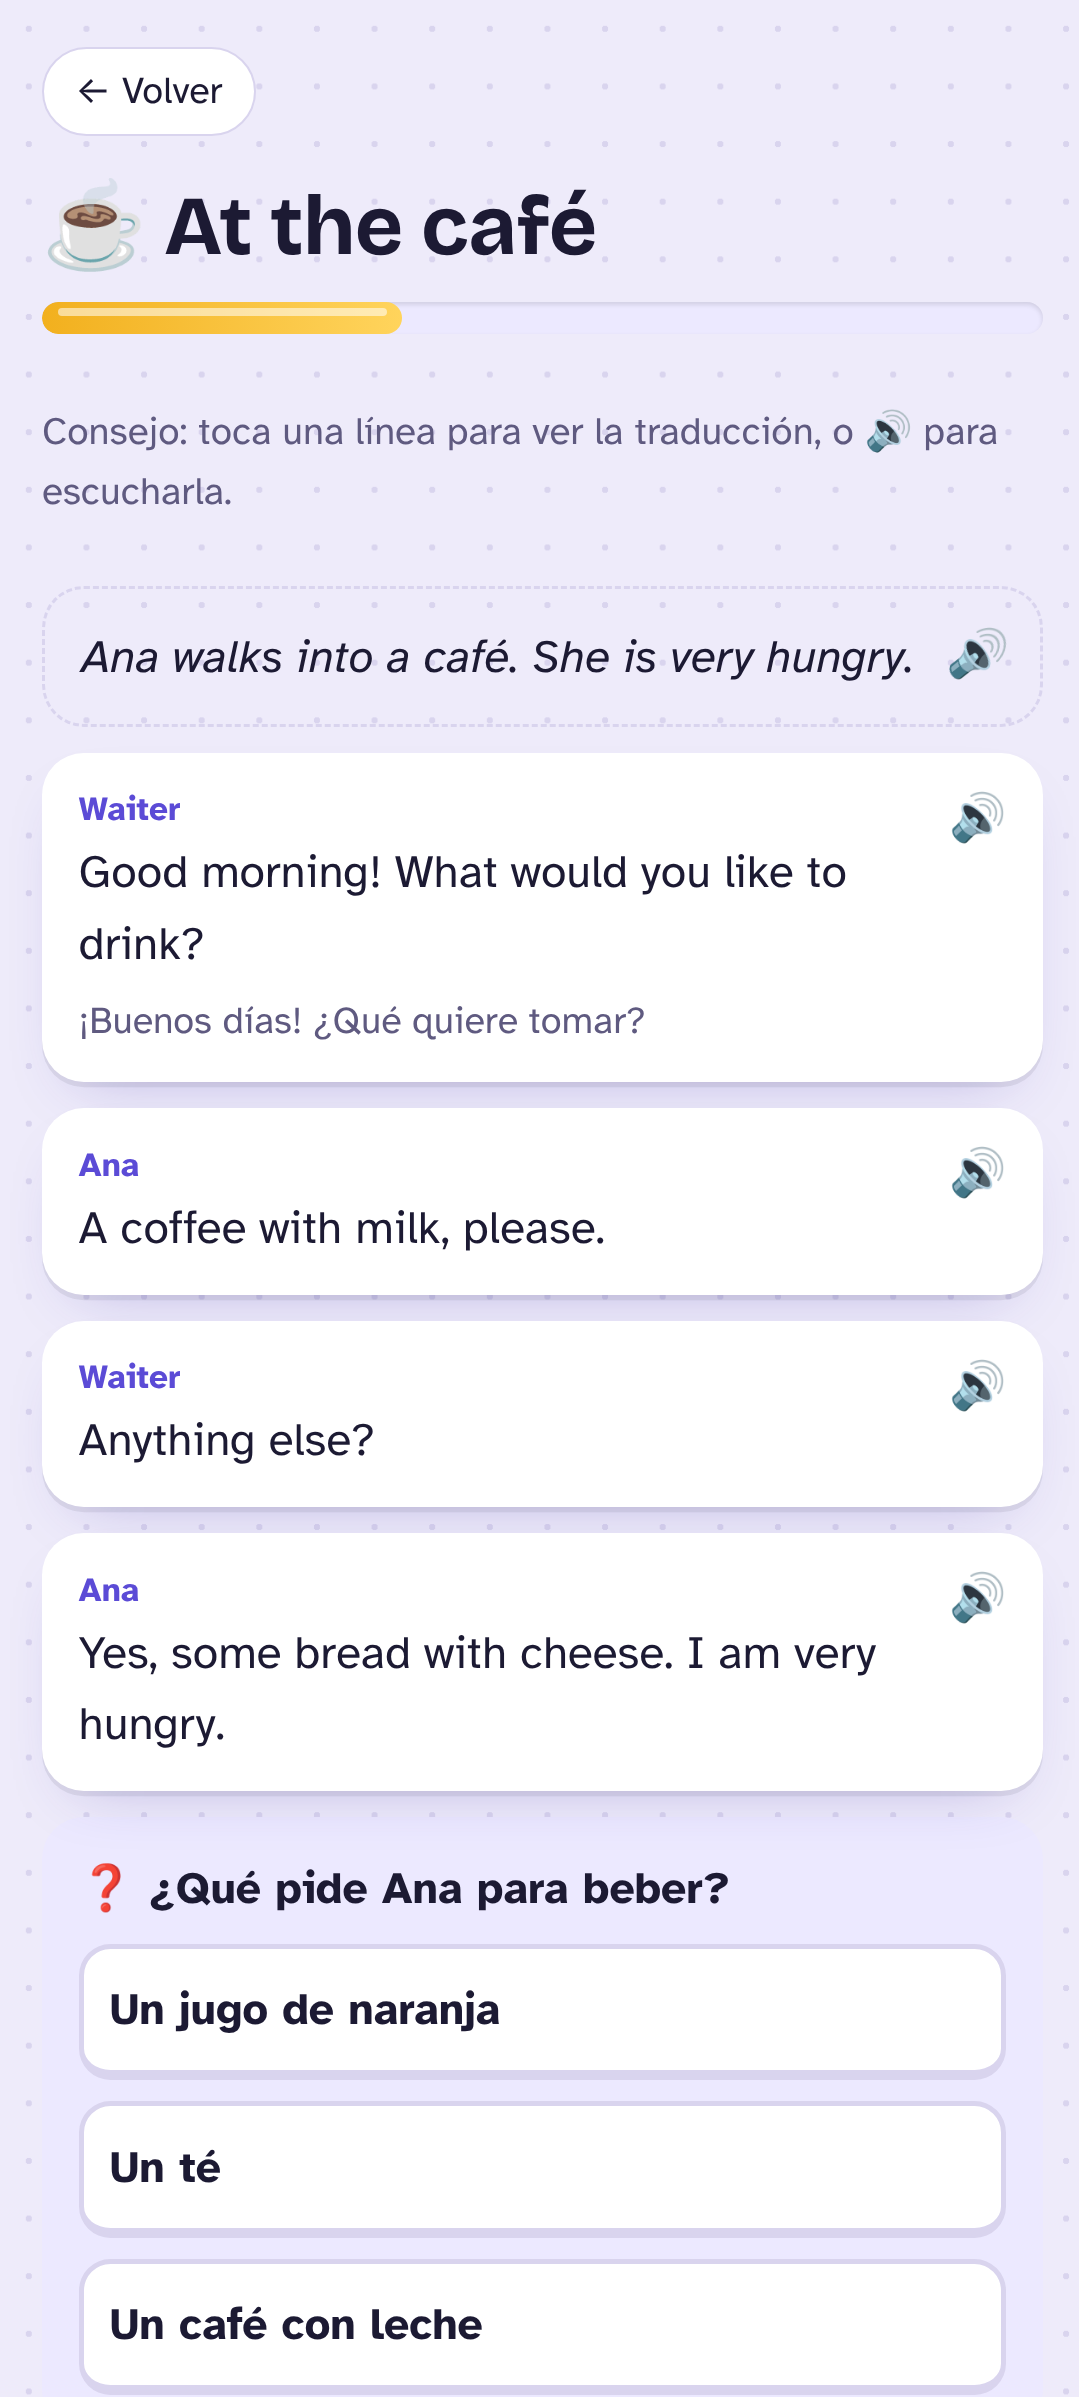 ← Volver
☕ At the café
Consejo: toca una línea para ver la traducción, o 🔊 para
escucharla.
Ana walks into a café. She is very hungry. 🔊
Waiter 🔊
Good morning! What would you like to
drink?
¡Buenos días! ¿Qué quiere tomar?
Ana 🔊
A coffee with milk, please.
Waiter 🔊
Anything else?
Ana 🔊
Yes, some bread with cheese. I am very
hungry.
❓ ¿Qué pide Ana para beber?
Un jugo de naranja
Un té
Un café con leche